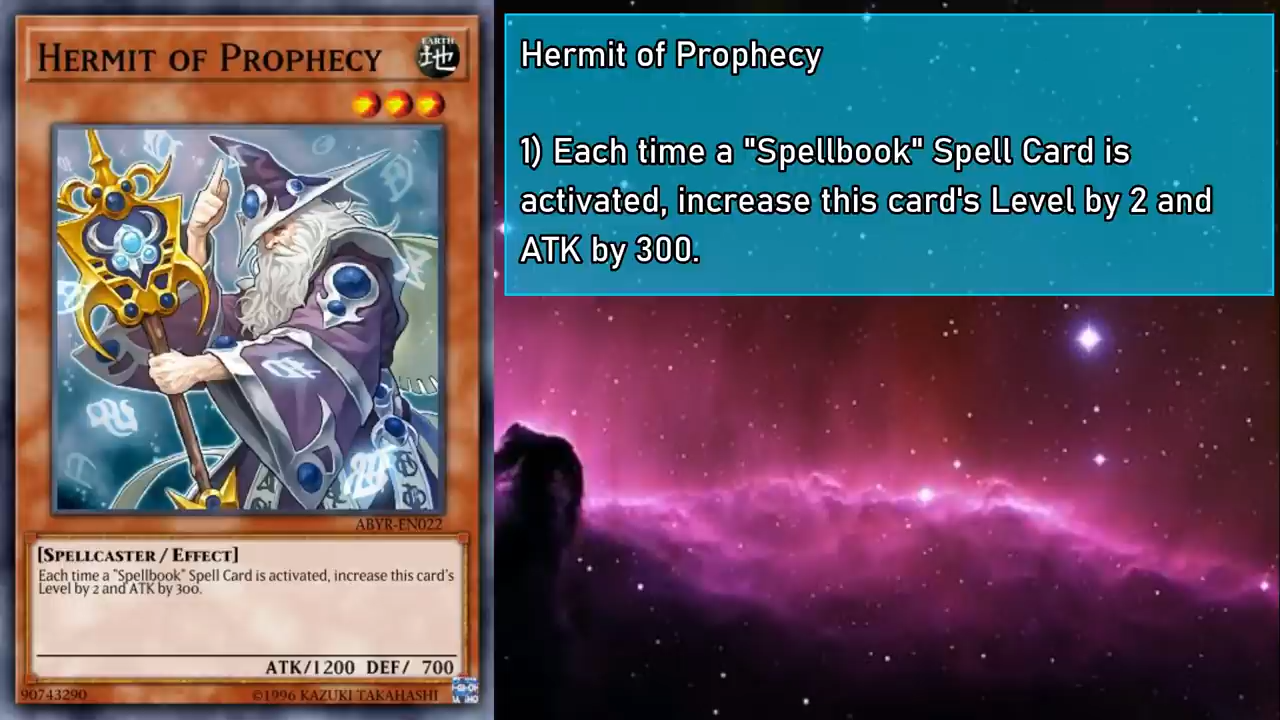 HERMIT OF PROPHECY
EARTH
地
ABYR-EN022
[SPELLCASTER / EFFECT]
Each time a "Spellbook" Spell Card is activated, increase this card's
Level by 2 and ATK by 300.
ATK/1200 DEF/ 700
90743290
©1996 KAZUKI TAKAHASHI
Hermit of Prophecy
1) Each time a "Spellbook" Spell Card is
activated, increase this card's Level by 2 and
ATK by 300.